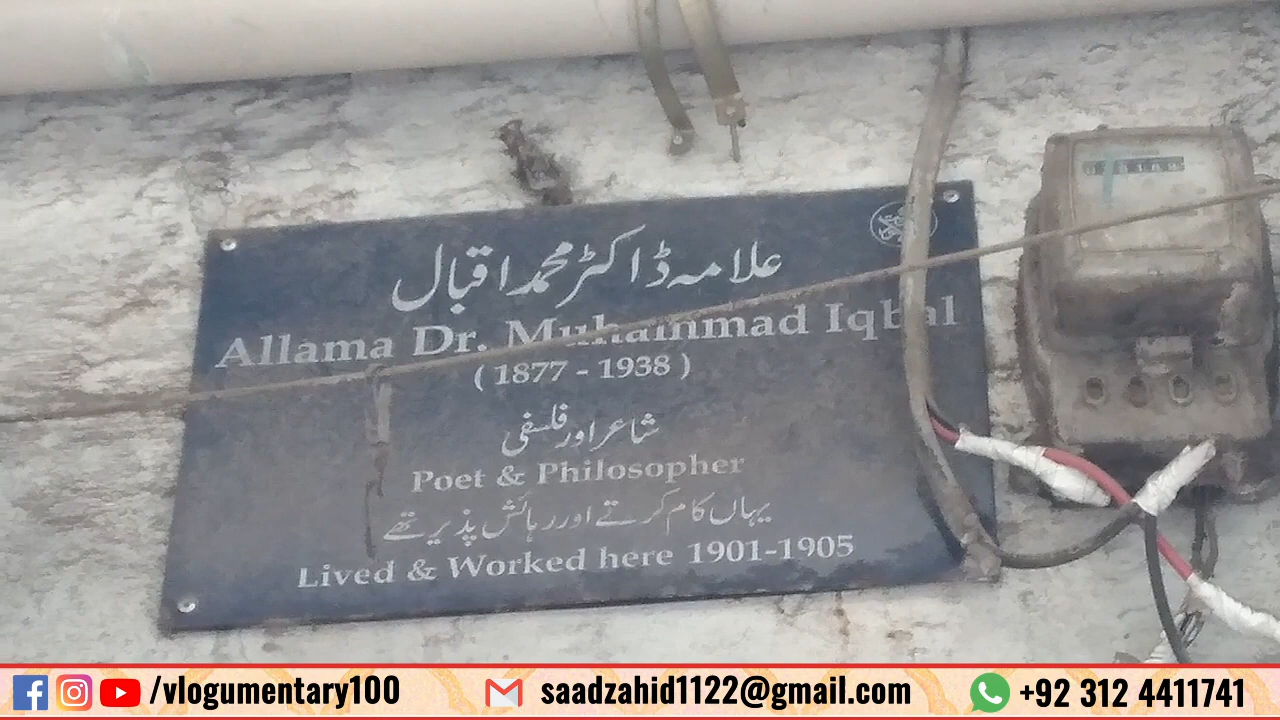 علامہ ڈاکٹر محمد اقبال
Allama Dr. Muhammad Iqbal
( 1877 - 1938 )
شاعر اور فلسفی
Poet & Philosopher
یہاں کام کرتے اور رہائش پذیر تھے
Lived & Worked here 1901-1905
/vlogumentary100 saadzahid1122@gmail.com +92 312 4411741